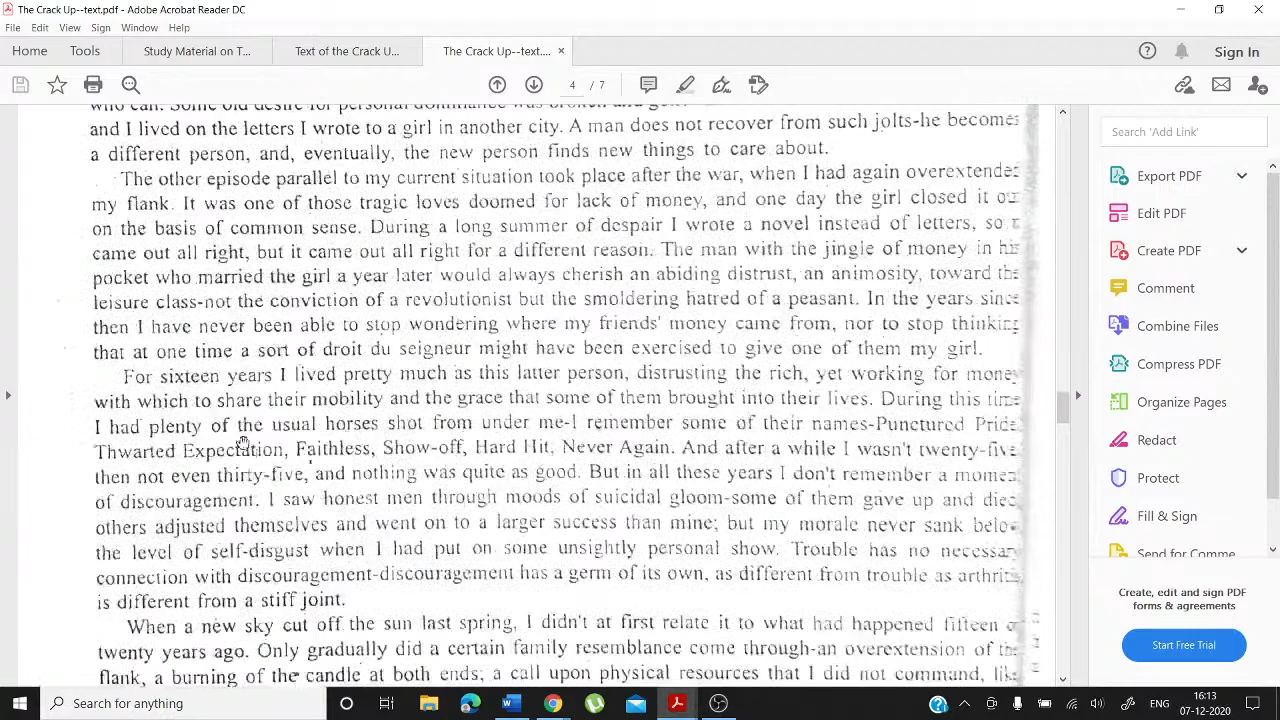 The Crack Up--text.pdf - Adobe Acrobat Reader DC
File Edit View Sign Window Help
Home Tools Study Material on T... Text of the Crack U... The Crack Up--text.... × Sign In
4 / 7
and I lived on the letters I wrote to a girl in another city. A man does not recover from such jolts-he become
a different person, and, eventually, the new person finds new things to care about.
The other episode parallel to my current situation took place after the war, when I had again overextende
my flank. It was one of those tragic loves doomed for lack of money, and one day the girl closed it ou
on the basis of common sense. During a long summer of despair I wrote a novel instead of letters, so
came out all right, but it came out all right for a different reason. The man with the jingle of money in hi
pocket who married the girl a year later would always cherish an abiding distrust, an animosity, toward th
leisure class-not the conviction of a revolutionist but the smoldering hatred of a peasant. In the years since
then I have never been able to stop wondering where my friends' money came from, nor to stop thinking
that at one time a sort of droit du seigneur might have been exercised to give one of them my girl.
For sixteen years I lived pretty much as this latter person, distrusting the rich, yet working for money
with which to share their mobility and the grace that some of them brought into their lives. During this time
I had plenty of the usual horses shot from under me-I remember some of their names-Punctured Pride
Thwarted Expectation, Faithless, Show-off, Hard Hit, Never Again. And after a while I wasn't twenty-five
then not even thirty-five, and nothing was quite as good. But in all these years I don't remember a mome
of discouragement. I saw honest men through moods of suicidal gloom-some of them gave up and died
others adjusted themselves and went on to a larger success than mine; but my morale never sank belo
the level of self-disgust when I had put on some unsightly personal show. Trouble has no necessar
connection with discouragement-discouragement has a germ of its own, as different from trouble as arthri
is different from a stiff joint.
When a new sky cut off the sun last spring, I didn't at first relate it to what had happened fifteen o
twenty years ago. Only gradually did a certain family resemblance come through-an overextension of th
flank, a burning of the candle at both ends; a call upon physical resources that I did not command, lik
Search 'Add Link'
Export PDF
Edit PDF
Create PDF
Comment
Combine Files
Compress PDF
Organize Pages
Redact
Protect
Fill & Sign
Send for Comme
Create, edit and sign PDF
forms & agreements
Start Free Trial
Search for anything
ENG
16:13
07-12-2020